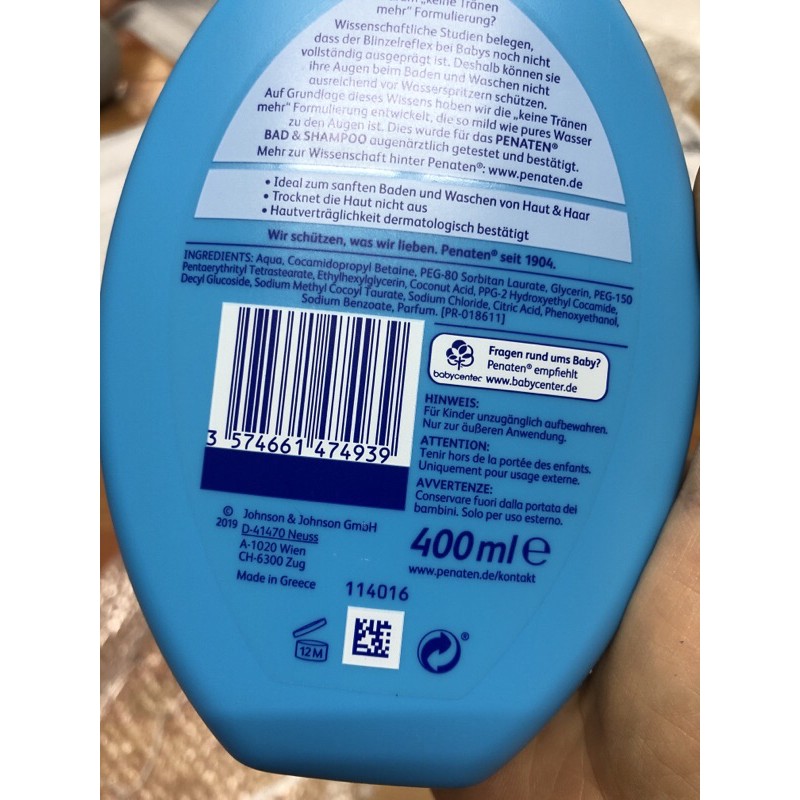 „keine Tränen
mehr“ Formulierung?
Wissenschaftliche Studien belegen,
dass der Blinzelreflex bei Babys noch nicht
vollständig ausgeprägt ist. Deshalb können sie
ihre Augen beim Baden und Waschen nicht
ausreichend vor Wasserspritzern schützen.
Auf Grundlage dieses Wissens haben wir die „keine Tränen
mehr“ Formulierung entwickelt, die so mild wie pures Wasser
zu den Augen ist. Dies wurde für das PENATEN®
BAD & SHAMPOO augenärztlich getestet und bestätigt.
Mehr zur Wissenschaft hinter Penaten®: www.penaten.de
• Ideal zum sanften Baden und Waschen von Haut & Haar
• Trocknet die Haut nicht aus
• Hautverträglichkeit dermatologisch bestätigt
Wir schützen, was wir lieben. Penaten® seit 1904.
INGREDIENTS: Aqua, Cocamidopropyl Betaine, PEG-80 Sorbitan Laurate, Glycerin, PEG-150
Pentaerythrityl Tetrastearate, Ethylhexylglycerin, Coconut Acid, PPG-2 Hydroxyethyl Cocamide,
Decyl Glucoside, Sodium Methyl Cocoyl Taurate, Sodium Chloride, Citric Acid, Phenoxyethanol,
Sodium Benzoate, Parfum. [PR-018611]
3 574661 474939
babycenter
Fragen rund ums Baby?
Penaten® empfiehlt
www.babycenter.de
HINWEIS:
Für Kinder unzugänglich aufbewahren.
Nur zur äußeren Anwendung.
ATTENTION:
Tenir hors de la portée des enfants.
Uniquement pour usage externe.
AVVERTENZE:
Conservare fuori dalla portata dei
bambini. Solo per uso esterno.
© 2019 Johnson & Johnson GmbH
D-41470 Neuss
A-1020 Wien
CH-6300 Zug
Made in Greece
400 ml e
www.penaten.de/kontakt
114016
12 M
®